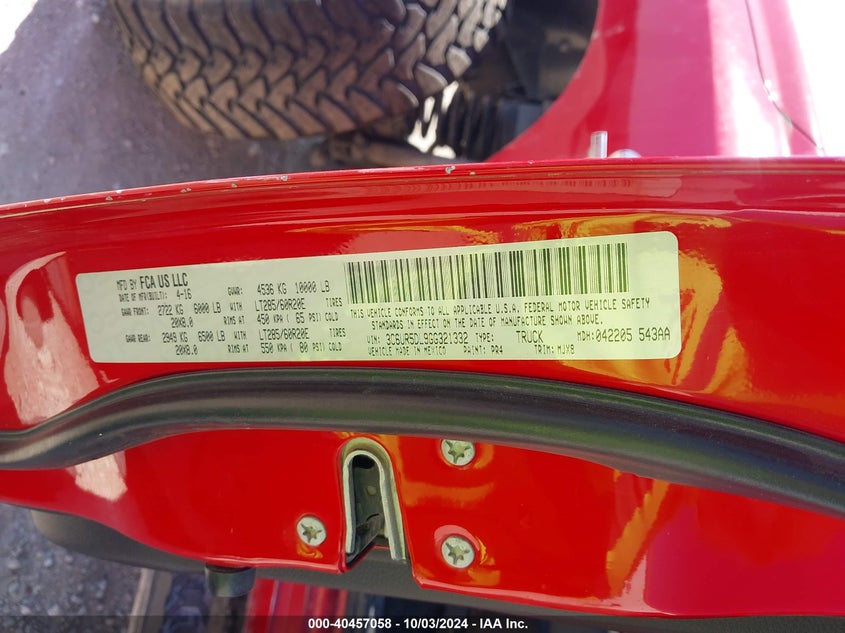 MFD BY FCA US LLC
DATE OF MFR(BUILT): 4-16 GVWR: 4536 KG 10000 LB
GAWR FRONT: 2722 KG 6000 LB WITH LT285/60R20E TIRES
20X8.0 RIMS AT 450 KPA ( 65 PSI) COLD
GAWR REAR: 2948 KG 6500 LB WITH LT285/60R20E TIRES
20X8.0 RIMS AT 550 KPA ( 80 PSI) COLD
THIS VEHICLE CONFORMS TO ALL APPLICABLE U.S.A. FEDERAL MOTOR VEHICLE SAFETY
STANDARDS IN EFFECT ON THE DATE OF MANUFACTURE SHOWN ABOVE.
VIN: 3C6UR5DL9GG321332 TYPE: TRUCK MDH: 042205 543AA
VEHICLE MADE IN MEXICO PAINT: PR4 TRIM: MJX8
000-40457058 - 10/03/2024 - IAA Inc.